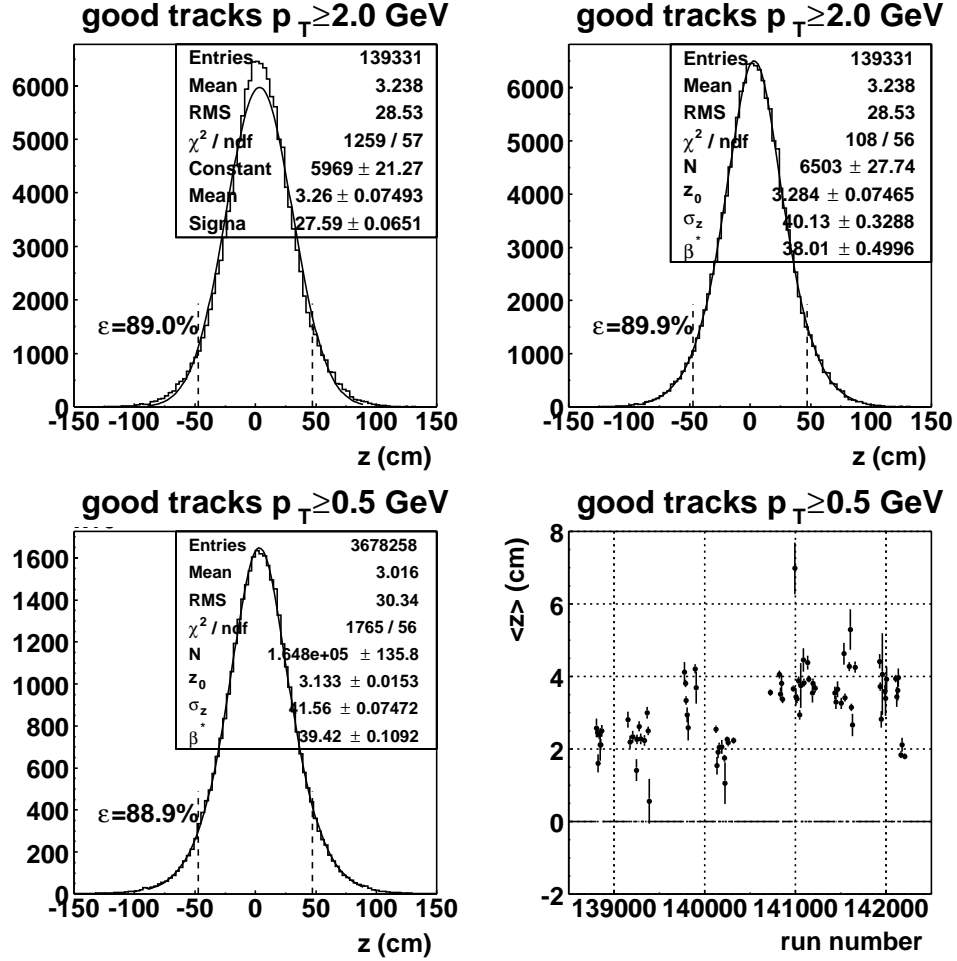 good tracks p T≥2.0 GeV
Entries 139331
Mean 3.238
RMS 28.53
χ² / ndf 1259 / 57
Constant 5969 ± 21.27
Mean 3.26 ± 0.07493
Sigma 27.59 ± 0.0651
ε=89.0%
6000
5000
4000
3000
2000
1000
0
-150 -100 -50 0 50 100 150
z (cm)
good tracks p T≥2.0 GeV
Entries 139331
Mean 3.238
RMS 28.53
χ² / ndf 108 / 56
N 6503 ± 27.74
z₀ 3.284 ± 0.07465
σz 40.13 ± 0.3288
β* 38.01 ± 0.4996
ε=89.9%
6000
5000
4000
3000
2000
1000
0
-150 -100 -50 0 50 100 150
z (cm)
good tracks p T≥0.5 GeV
Entries 3678258
Mean 3.016
RMS 30.34
χ² / ndf 1765 / 56
N 1.648e+05 ± 135.8
z₀ 3.133 ± 0.0153
σz 41.56 ± 0.07472
β* 39.42 ± 0.1092
ε=88.9%
1600
1400
1200
1000
800
600
400
200
0
-150 -100 -50 0 50 100 150
z (cm)
good tracks p T≥0.5 GeV
<z> (cm)
8
6
4
2
0
-2
139000 140000 141000 142000
run number